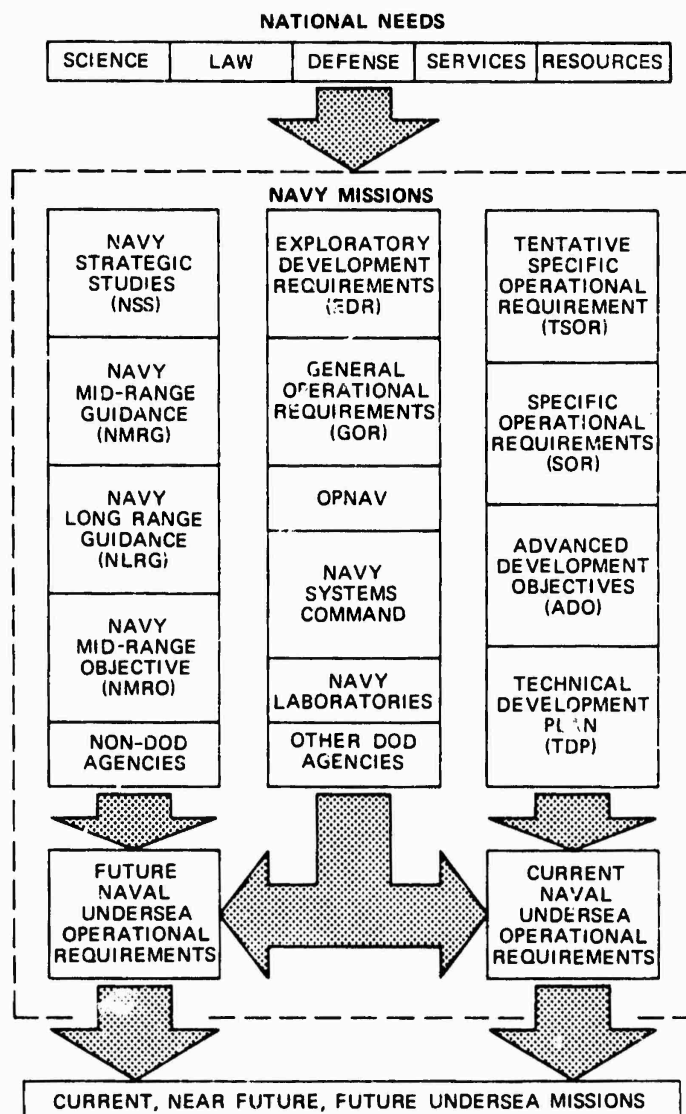 NATIONAL NEEDS
SCIENCE LAW DEFENSE SERVICES RESOURCES
NAVY MISSIONS
NAVY
STRATEGIC
STUDIES
(NSS)
NAVY
MID-RANGE
GUIDANCE
(NMRG)
NAVY
LONG RANGE
GUIDANCE
(NLRG)
NAVY
MID-RANGE
OBJECTIVE
(NMRO)
NON-DOD
AGENCIES
EXPLORATORY
DEVELOPMENT
REQUIREMENTS
(EDR)
GENERAL
OPERATIONAL
REQUIREMENTS
(GOR)
OPNAV
NAVY
SYSTEMS
COMMAND
NAVY
LABORATORIES
OTHER DOD
AGENCIES
TENTATIVE
SPECIFIC
OPERATIONAL
REQUIREMENT
(TSOR)
SPECIFIC
OPERATIONAL
REQUIREMENTS
(SOR)
ADVANCED
DEVELOPMENT
OBJECTIVES
(ADO)
TECHNICAL
DEVELOPMENT
PLAN
(TDP)
FUTURE
NAVAL
UNDERSEA
OPERATIONAL
REQUIREMENTS
CURRENT
NAVAL
UNDERSEA
OPERATIONAL
REQUIREMENTS
CURRENT, NEAR FUTURE, FUTURE UNDERSEA MISSIONS